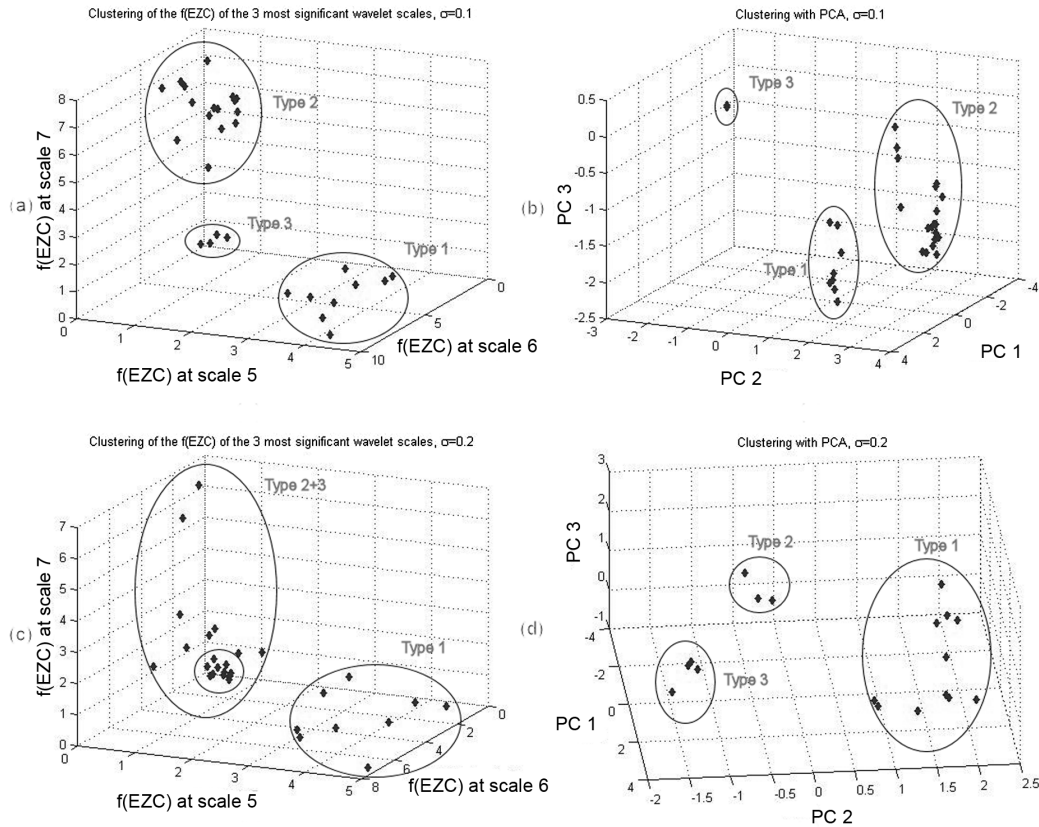 Clustering of the f(EZC) of the 3 most significant wavelet scales, σ=0.1
8
7
6
5
4
3
2
1
0
f(EZC) at scale 7
(a)
Type 2
Type 3
Type 1
0
1
2
3
4
5
f(EZC) at scale 5
10
5
0
f(EZC) at scale 6
Clustering with PCA, σ=0.1
0.5
0
-0.5
-1
-1.5
-2
-2.5
PC 3
(b)
Type 3
Type 2
Type 1
-3
-2
-1
0
1
2
3
4
PC 2
4
2
0
-2
-4
PC 1
Clustering of the f(EZC) of the 3 most significant wavelet scales, σ=0.2
7
6
5
4
3
2
1
0
f(EZC) at scale 7
(c)
Type 2+3
Type 1
0
1
2
3
4
5
f(EZC) at scale 5
8
6
4
2
0
f(EZC) at scale 6
Clustering with PCA, σ=0.2
3
2
1
0
-1
PC 3
(d)
Type 2
Type 1
Type 3
-4
-2
0
2
4
PC 1
-2
-1.5
-1
-0.5
0
0.5
1
1.5
2
2.5
PC 2